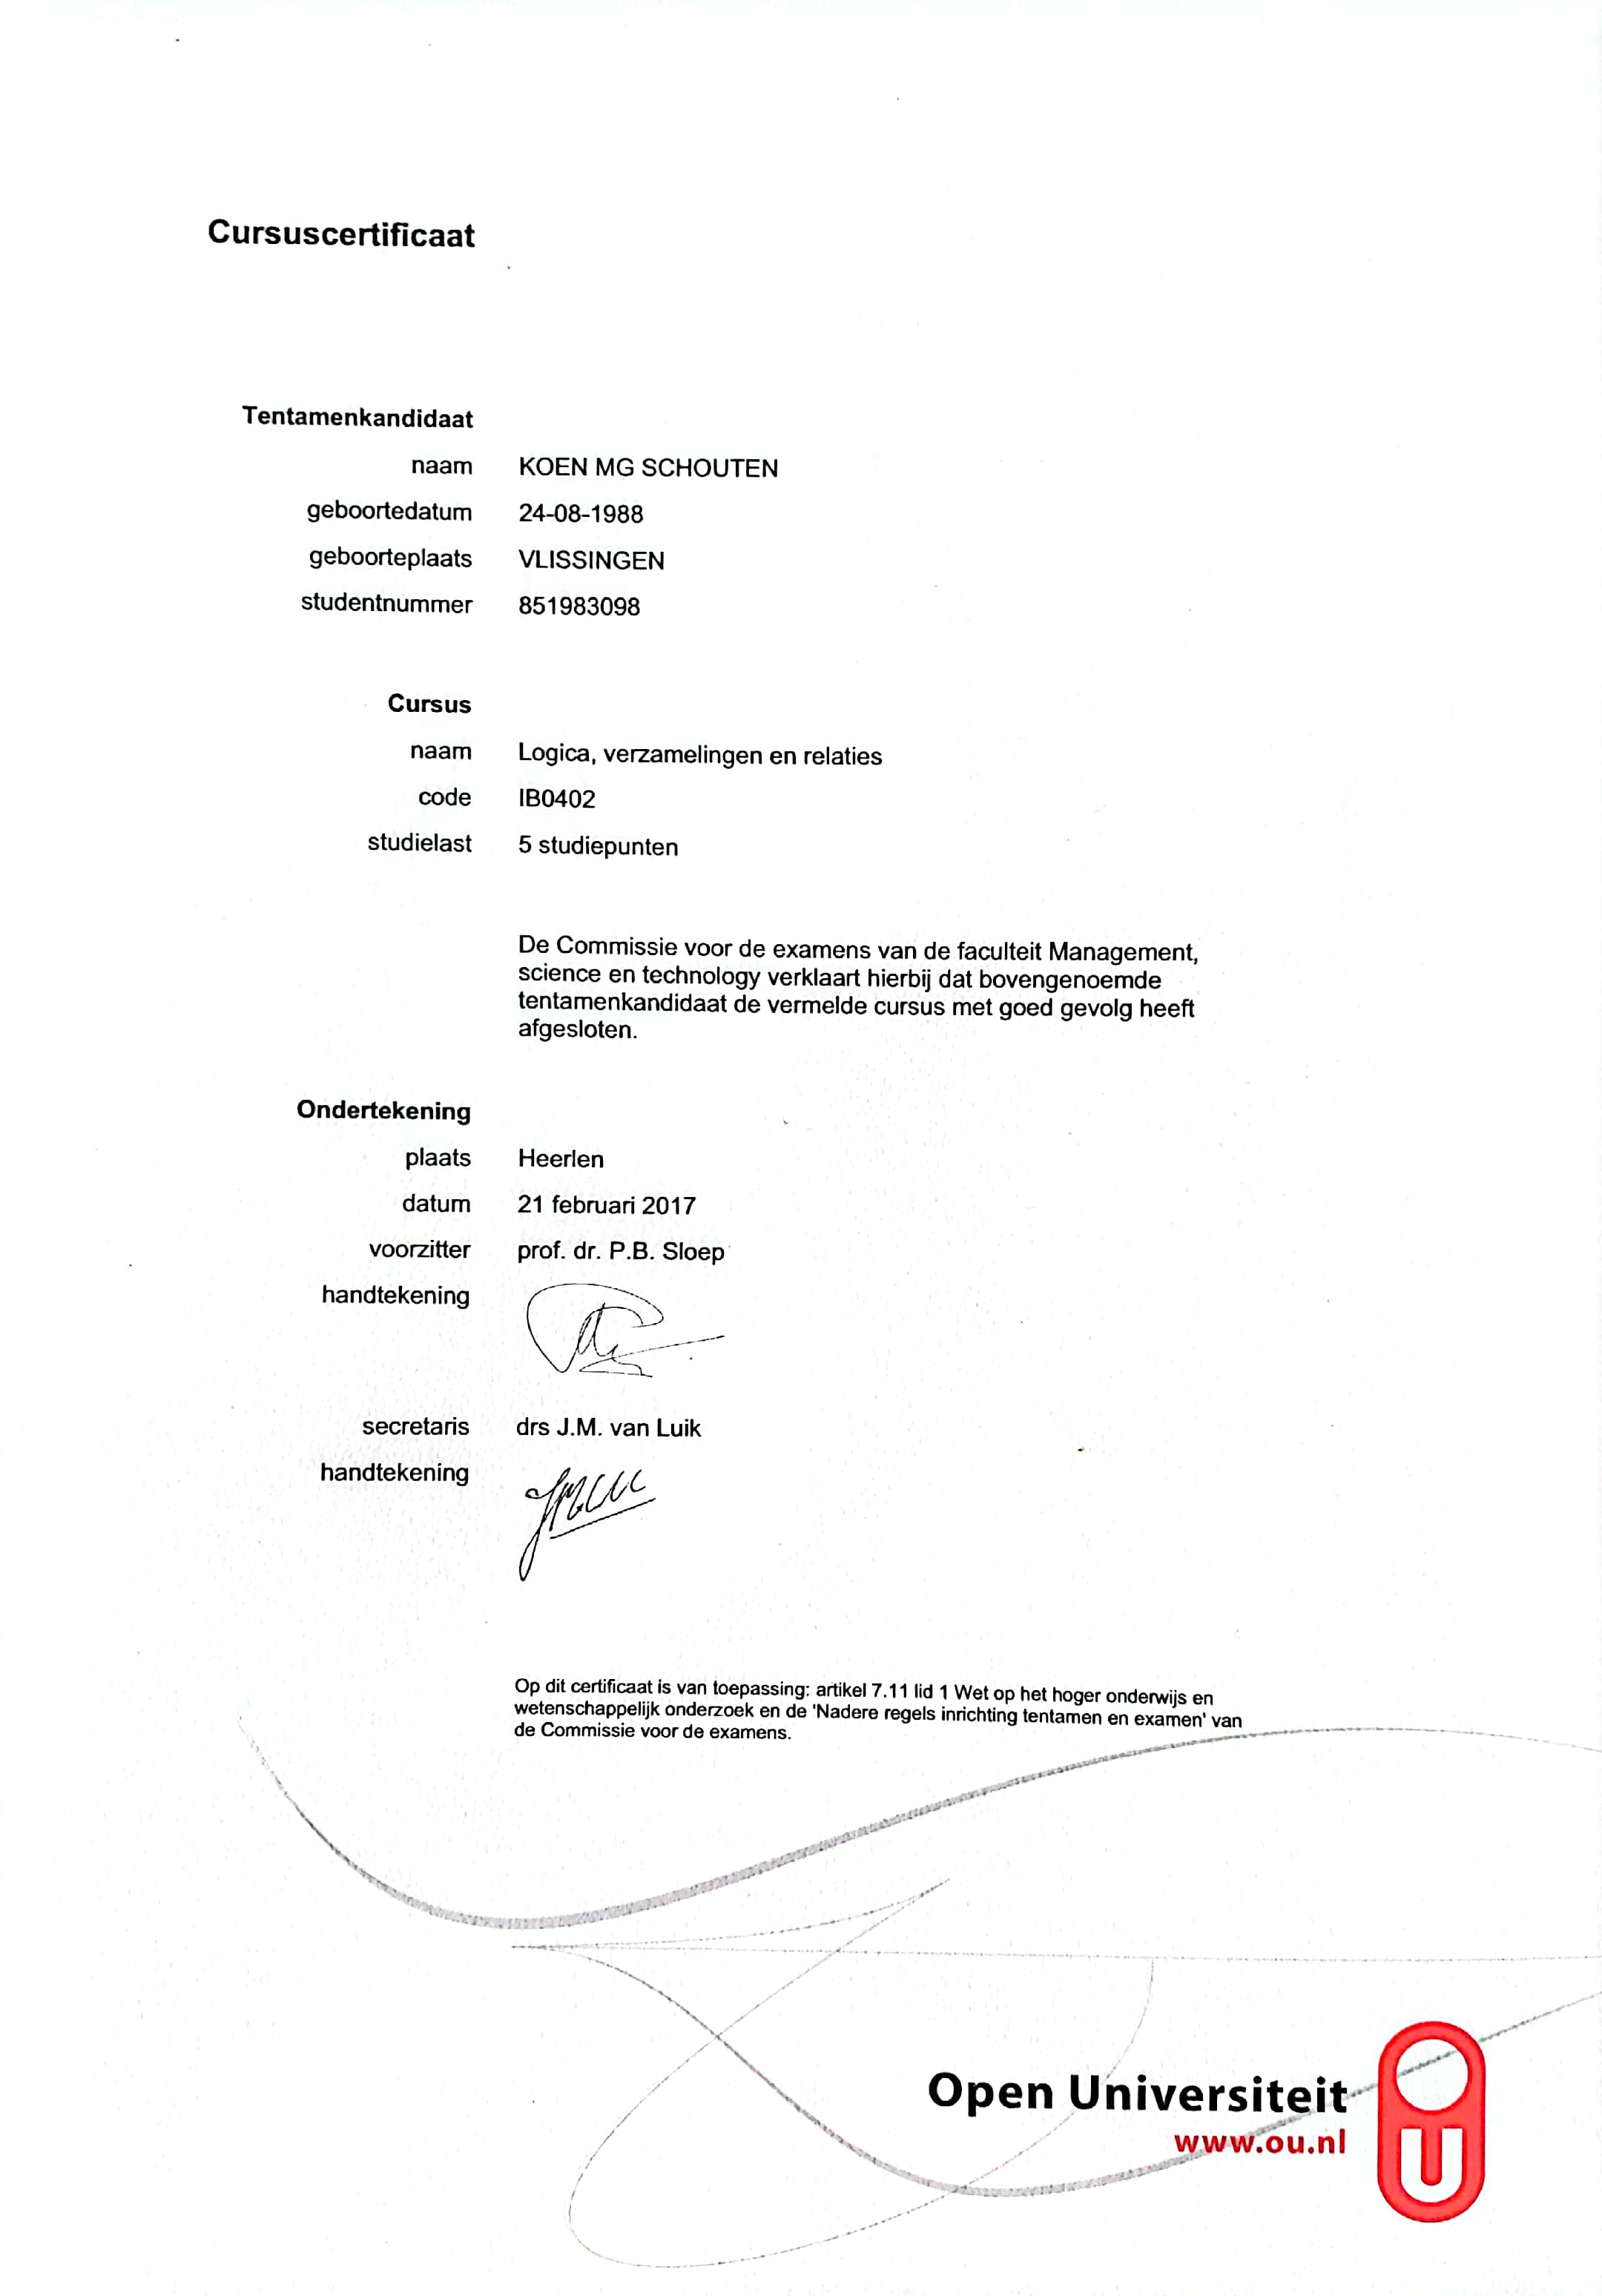 Cursuscertificaat
Tentamenkandidaat
naam KOEN MG SCHOUTEN
geboortedatum 24-08-1988
geboorteplaats VLISSINGEN
studentnummer 851983098
Cursus
naam Logica, verzamelingen en relaties
code IB0402
studielast 5 studiepunten
De Commissie voor de examens van de faculteit Management,
science en technology verklaart hierbij dat bovengenoemde
tentamenkandidaat de vermelde cursus met goed gevolg heeft
afgesloten.
Ondertekening
plaats Heerlen
datum 21 februari 2017
voorzitter prof. dr. P.B. Sloep
handtekening
secretaris drs J.M. van Luik
handtekening
Op dit certificaat is van toepassing: artikel 7.11 lid 1 Wet op het hoger onderwijs en
wetenschappelijk onderzoek en de 'Nadere regels inrichting tentamen en examen' van
de Commissie voor de examens.
Open Universiteit
www.ou.nl
U